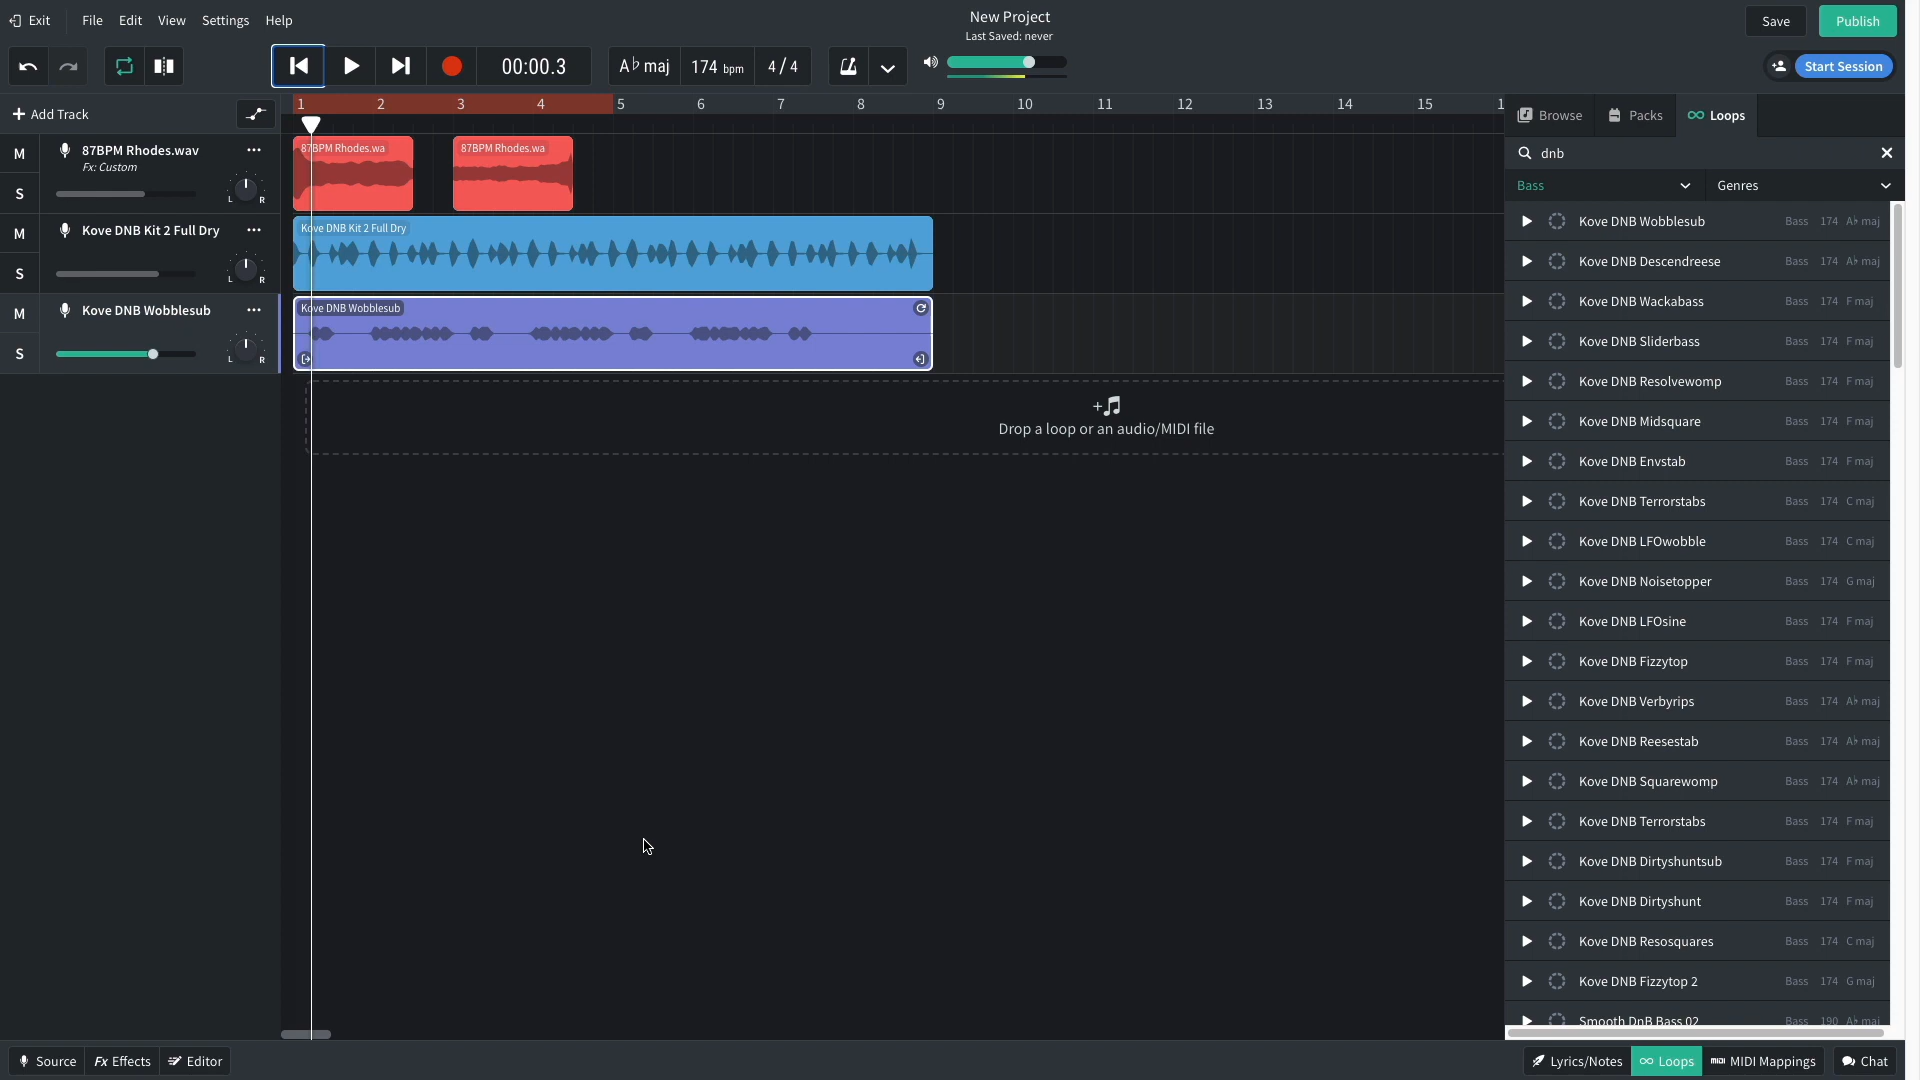 Exit File Edit View Settings Help
New Project
Last Saved: never
Save Publish
00:00.3 A♭ maj 174 bpm 4 / 4
Start Session
Add Track
1 2 3 4 5 6 7 8 9 10 11 12 13 14 15
Browse Packs Loops
dnb
Bass Genres
M S 87BPM Rhodes.wav
Fx: Custom
L R
87BPM Rhodes.wa 87BPM Rhodes.wa
M S Kove DNB Kit 2 Full Dry
L R
Kove DNB Kit 2 Full Dry
M S Kove DNB Wobblesub
L R
Kove DNB Wobblesub
Drop a loop or an audio/MIDI file
Kove DNB Wobblesub Bass 174 A♭ maj
Kove DNB Descendreese Bass 174 A♭ maj
Kove DNB Wackabass Bass 174 F maj
Kove DNB Sliderbass Bass 174 F maj
Kove DNB Resolvewomp Bass 174 F maj
Kove DNB Midsquare Bass 174 F maj
Kove DNB Envstab Bass 174 F maj
Kove DNB Terrorstabs Bass 174 C maj
Kove DNB LFOwobble Bass 174 C maj
Kove DNB Noisetopper Bass 174 G maj
Kove DNB LFOsine Bass 174 F maj
Kove DNB Fizzytop Bass 174 F maj
Kove DNB Verbyrips Bass 174 A♭ maj
Kove DNB Reesestab Bass 174 A♭ maj
Kove DNB Squarewomp Bass 174 A♭ maj
Kove DNB Terrorstabs Bass 174 F maj
Kove DNB Dirtyshuntsub Bass 174 F maj
Kove DNB Dirtyshunt Bass 174 F maj
Kove DNB Resosquares Bass 174 C maj
Kove DNB Fizzytop 2 Bass 174 G maj
Smooth DnB Bass 02 Bass 190 A♭ maj
Source Fx Effects Editor
Lyrics/Notes Loops MIDI Mappings Chat